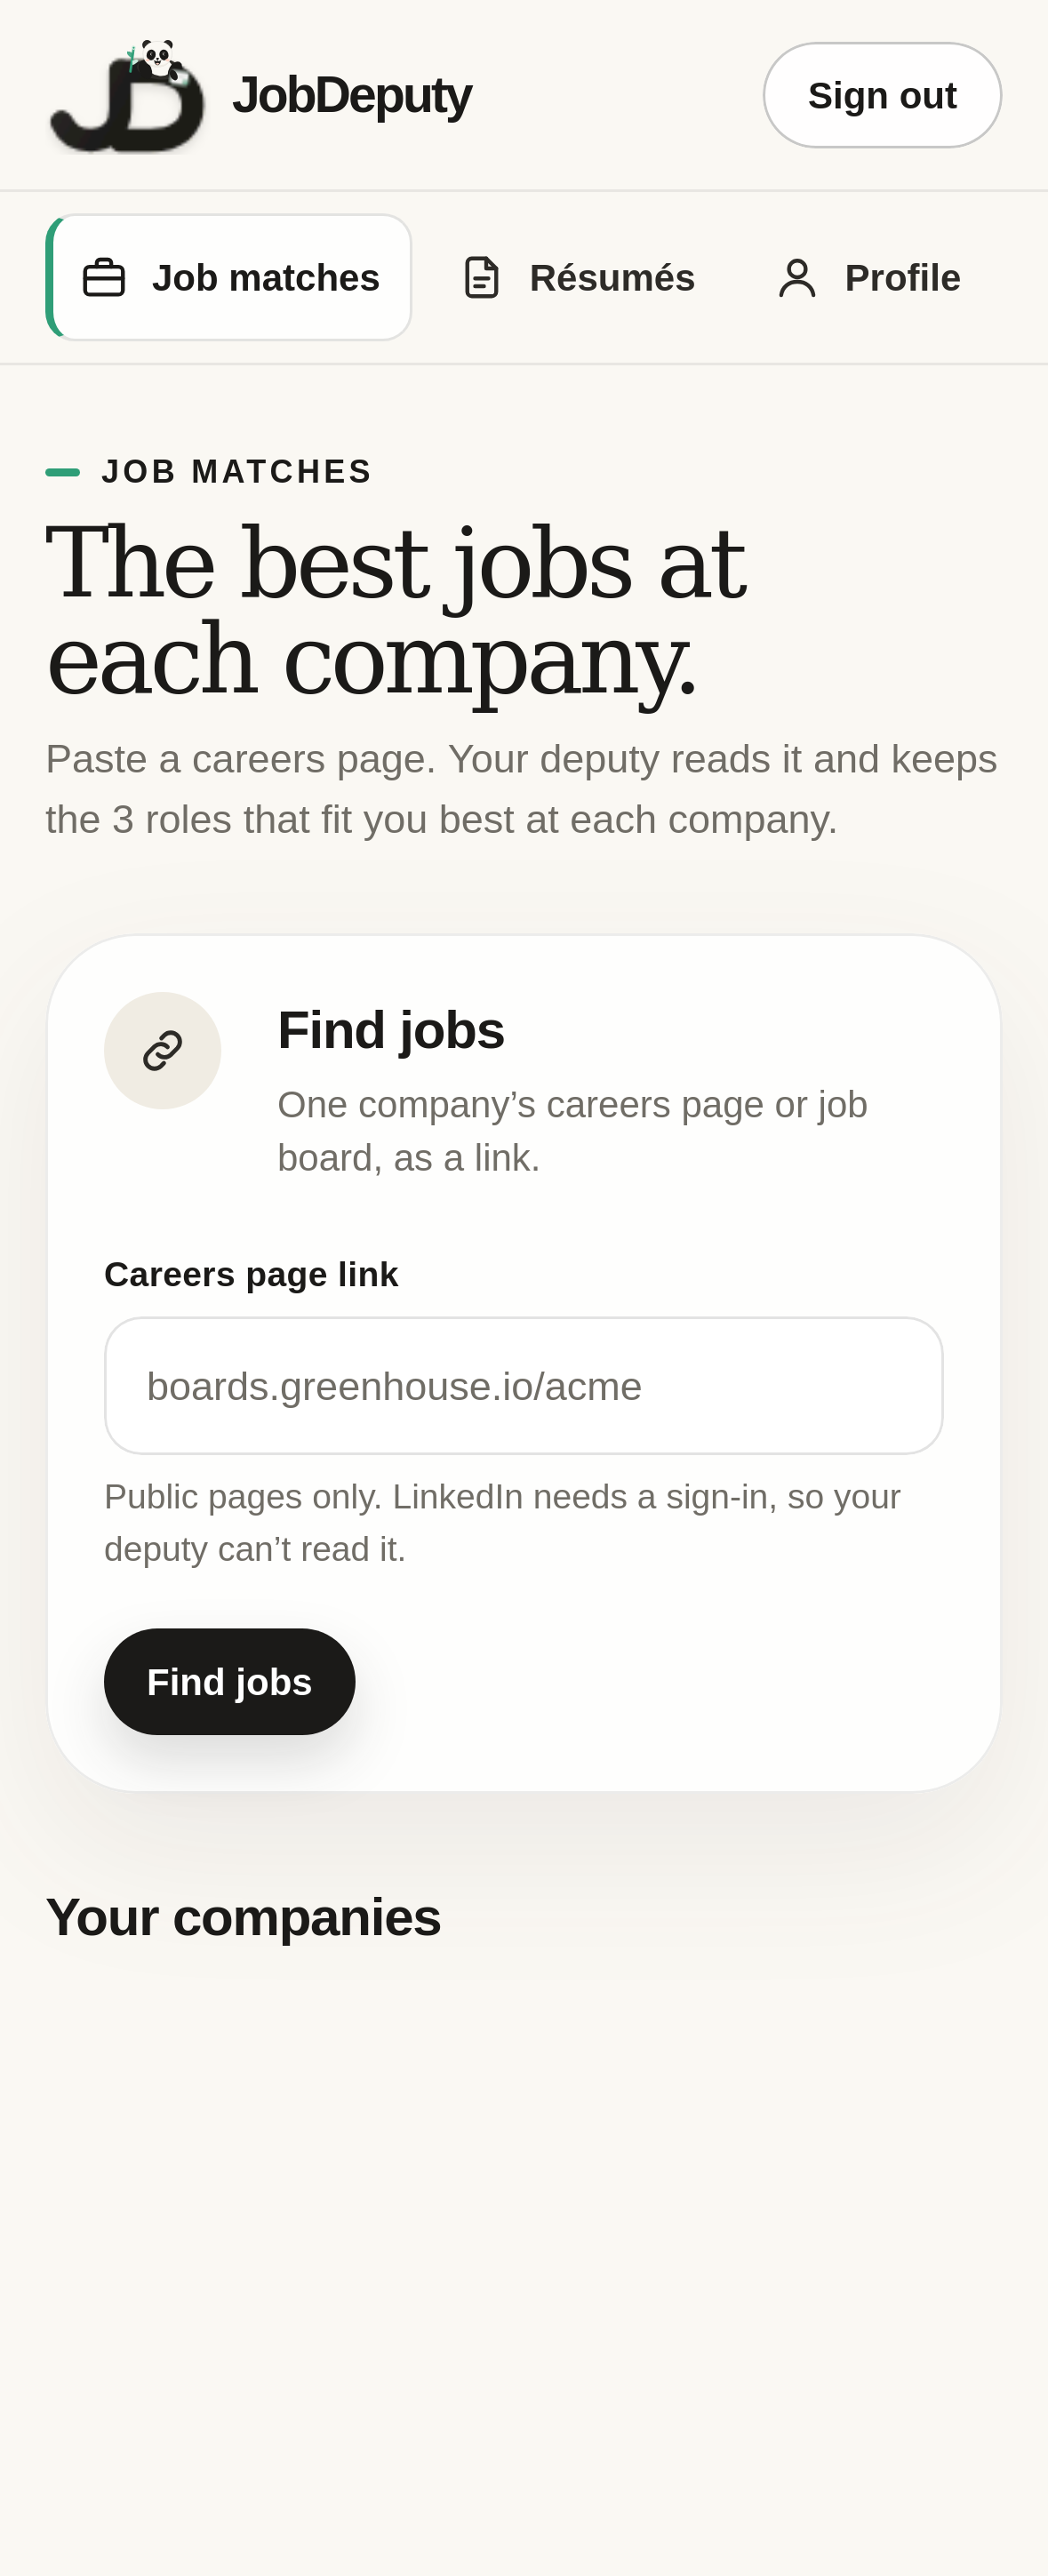 JD JobDeputy
Sign out
Job matches
Résumés
Profile
JOB MATCHES
The best jobs at
each company.
Paste a careers page. Your deputy reads it and keeps
the 3 roles that fit you best at each company.
Find jobs
One company’s careers page or job
board, as a link.
Careers page link
boards.greenhouse.io/acme
Public pages only. LinkedIn needs a sign-in, so your
deputy can’t read it.
Find jobs
Your companies